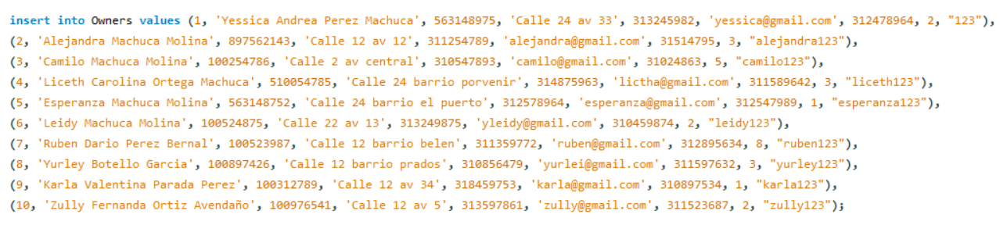 insert into Owners values (1, 'Yessica Andrea Perez Machuca', 563148975, 'Calle 24 av 33', 313245982, 'yessica@gmail.com', 312478964, 2, "123"),
(2, 'Alejandra Machuca Molina', 897562143, 'Calle 12 av 12', 311254789, 'alejandra@gmail.com', 31514795, 3, "alejandra123"),
(3, 'Camilo Machuca Molina', 100254786, 'Calle 2 av central', 310547893, 'camilo@gmail.com', 31024863, 5, "camilo123"),
(4, 'Liceth Carolina Ortega Machuca', 510054785, 'Calle 24 barrio porvenir', 314875963, 'lictha@gmail.com', 311589642, 3, "liceth123"),
(5, 'Esperanza Machuca Molina', 563148752, 'Calle 24 barrio el puerto', 312578964, 'esperanza@gmail.com', 312547989, 1, "esperanza123"),
(6, 'Leidy Machuca Molina', 100524875, 'Calle 22 av 13', 313249875, 'yleidy@gmail.com', 310459874, 2, "leidy123"),
(7, 'Ruben Dario Perez Bernal', 100523987, 'Calle 12 barrio belen', 311359772, 'ruben@gmail.com', 312895634, 8, "ruben123"),
(8, 'Yurley Botello Garcia', 100897426, 'Calle 12 barrio prados', 310856479, 'yurlei@gmail.com', 311597632, 3, "yurley123"),
(9, 'Karla Valentina Parada Perez', 100312789, 'Calle 12 av 34', 318459753, 'karla@gmail.com', 310897534, 1, "karla123"),
(10, 'Zully Fernanda Ortiz Avendaño', 100976541, 'Calle 12 av 5', 313597861, 'zully@gmail.com', 311523687, 2, "zully123");